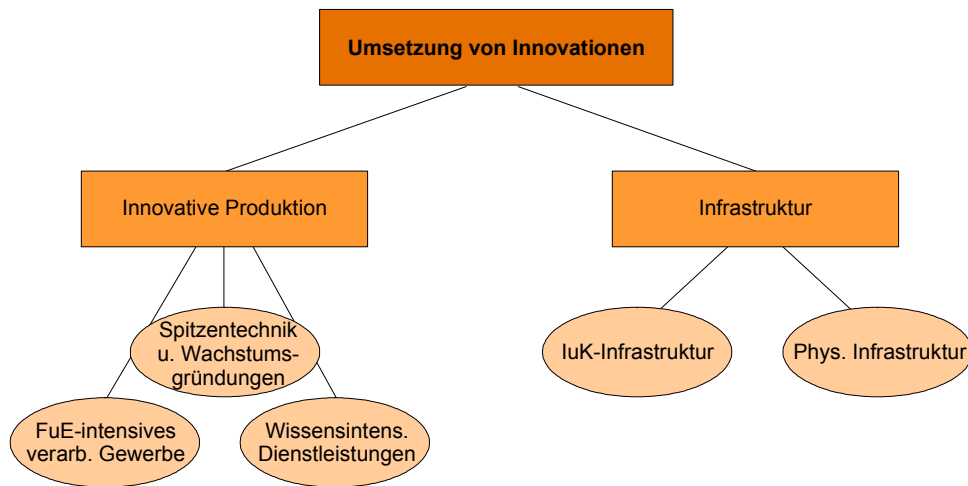 Umsetzung von Innovationen
Innovative Produktion
Infrastruktur
Spitzentechnik
u. Wachstums-
gründungen
IuK-Infrastruktur
Phys. Infrastruktur
FuE-intensives
verarb. Gewerbe
Wissensintens.
Dienstleistungen